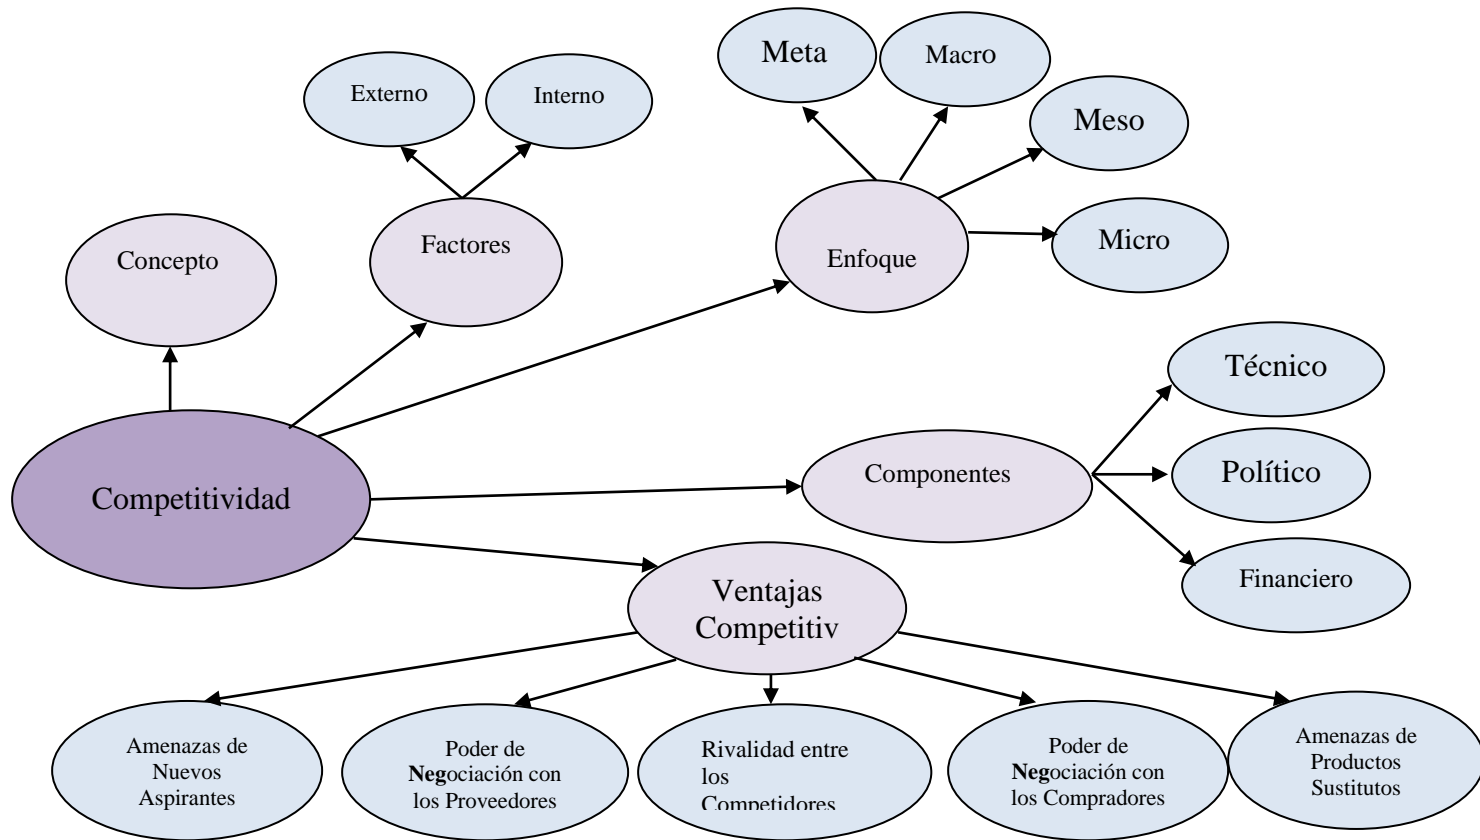 Meta
Macro
Externo
Interno
Meso
Concepto
Factores
Enfoque
Micro
Técnico
Componentes
Político
Competitividad
Financiero
Ventajas
Competitiv
Amenazas de
Nuevos
Aspirantes
Poder de
Negociación con
los Proveedores
Rivalidad entre
los
Competidores
Poder de
Negociación con
los Compradores
Amenazas de
Productos
Sustitutos